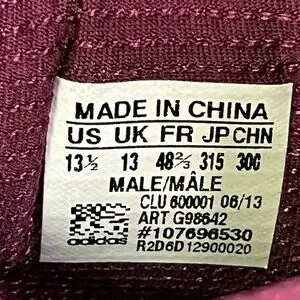 MADE IN CHINA
US UK FR JP CHN
13½ 13 48⅔ 315 300
MALE/MÂLE
CLU 600001 06/13
ART G98642
#107696530
R2D6D12900020
adidas